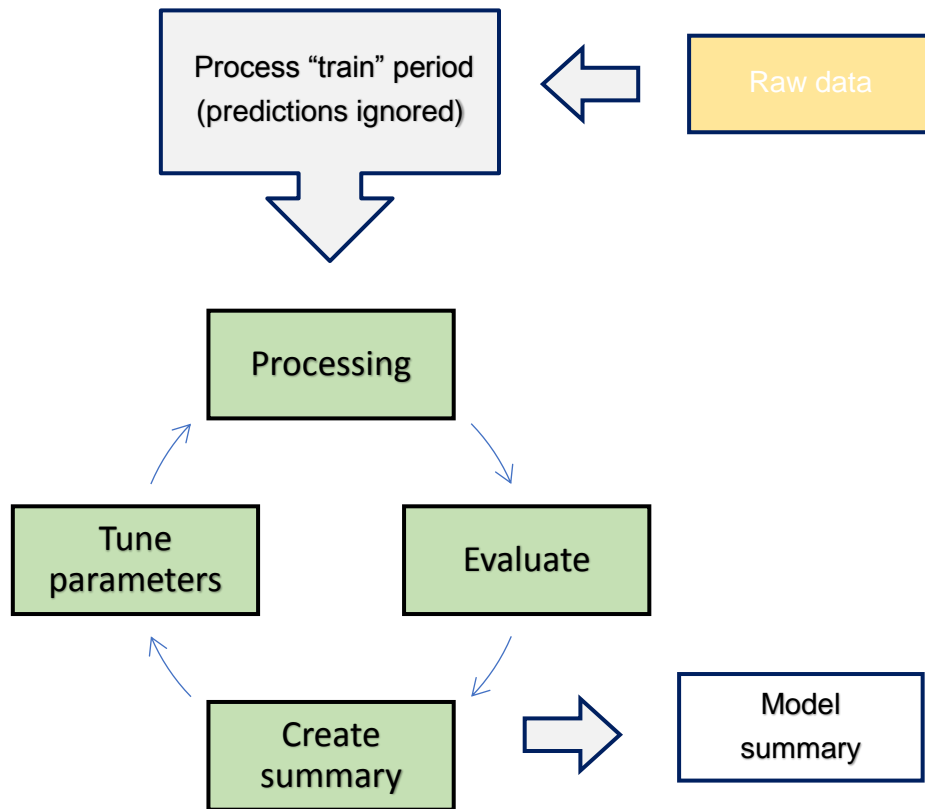 Process “train” period
(predictions ignored)
Raw data
Processing
Tune
parameters
Evaluate
Create
summary
Model
summary